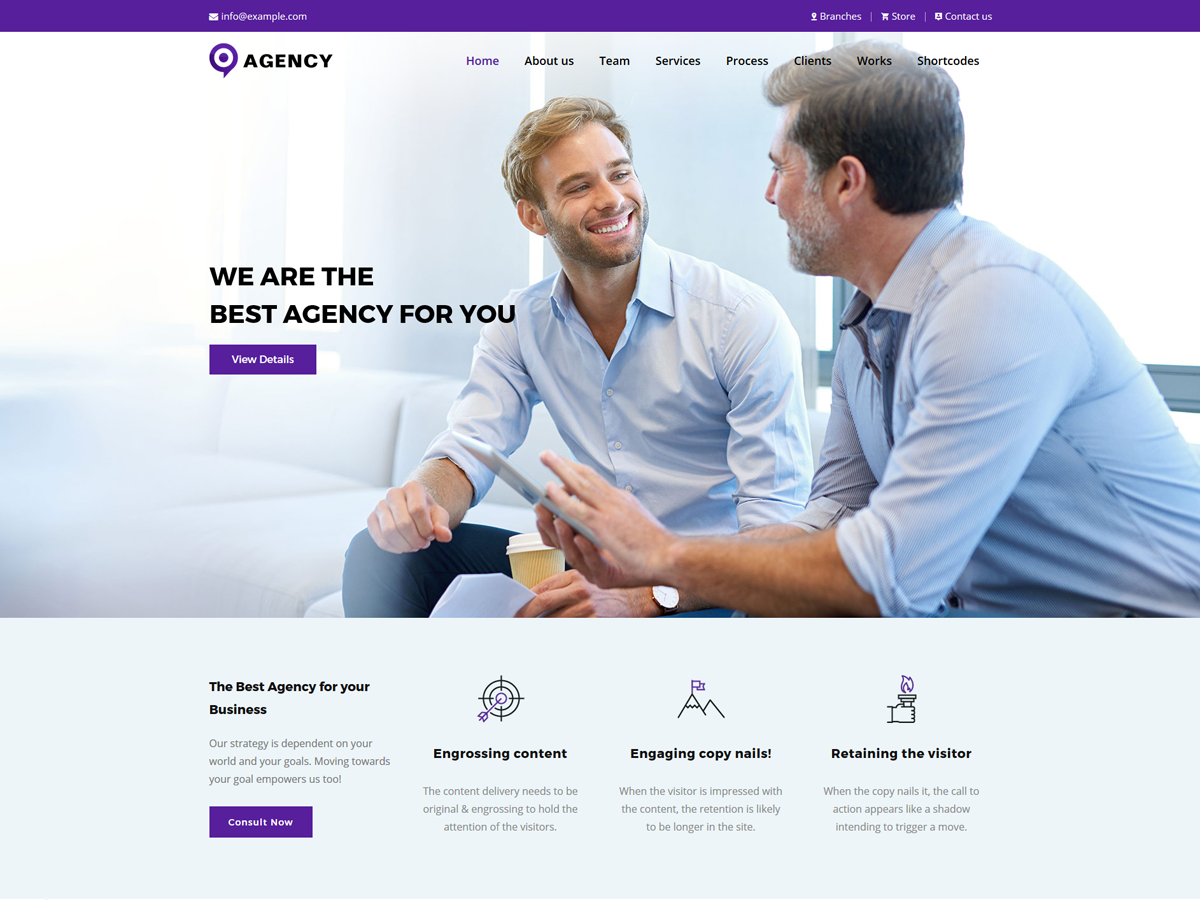 info@example.com
Branches | Store | Contact us
AGENCY
Home About us Team Services Process Clients Works Shortcodes
WE ARE THE
BEST AGENCY FOR YOU
View Details
The Best Agency for your
Business
Our strategy is dependent on your
world and your goals. Moving towards
your goal empowers us too!
Consult Now
Engrossing content
The content delivery needs to be
original & engrossing to hold the
attention of the visitors.
Engaging copy nails!
When the visitor is impressed with
the content, the retention is likely
to be longer in the site.
Retaining the visitor
When the copy nails it, the call to
action appears like a shadow
intending to trigger a move.